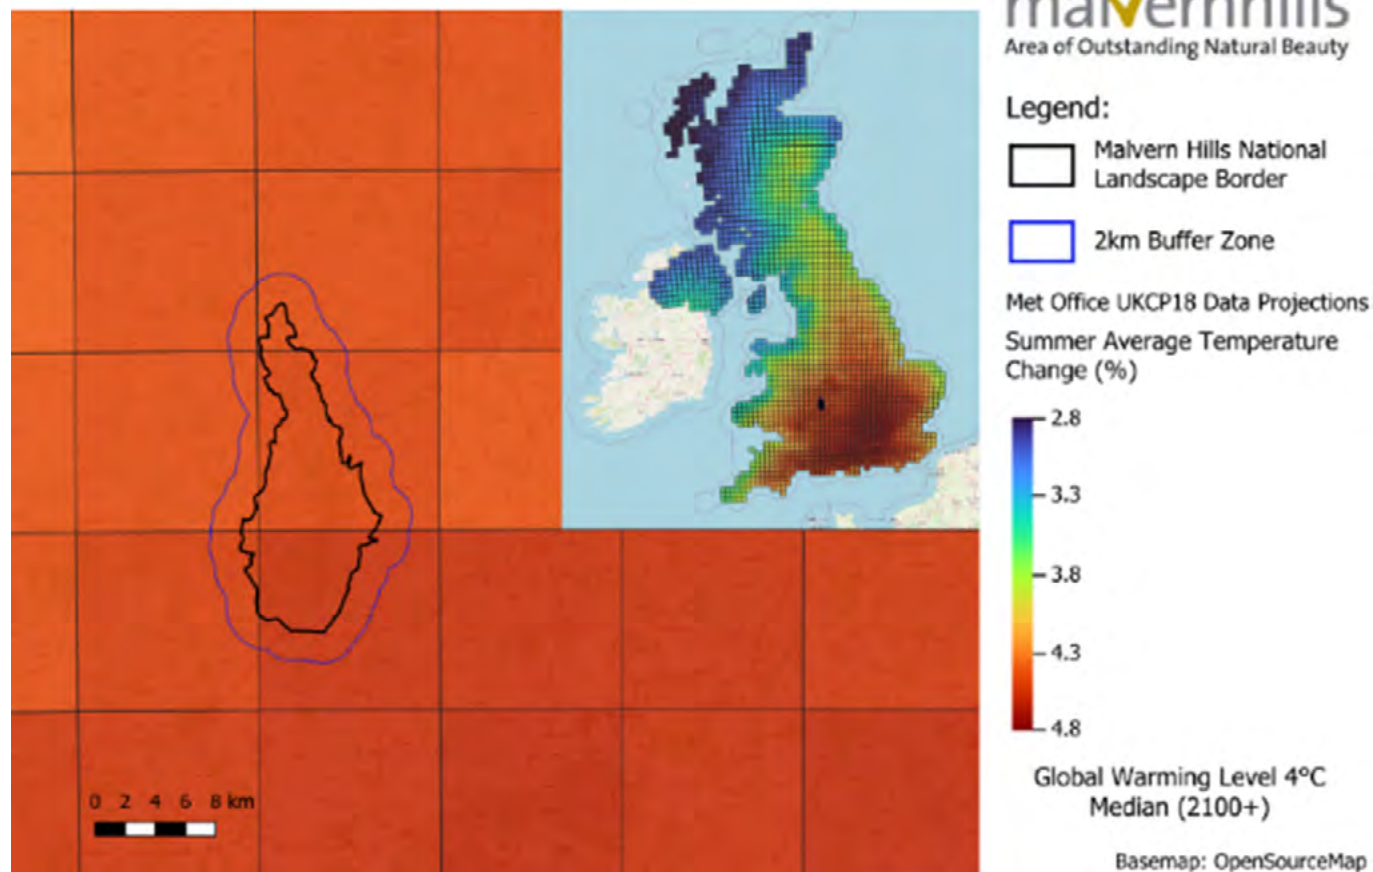 malvernhills
Area of Outstanding Natural Beauty
Legend:
Malvern Hills National
Landscape Border
2km Buffer Zone
Met Office UKCP18 Data Projections
Summer Average Temperature
Change (%)
2.8
3.3
3.8
4.3
4.8
Global Warming Level 4°C
Median (2100+)
Basemap: OpenSourceMap
0 2 4 6 8 km